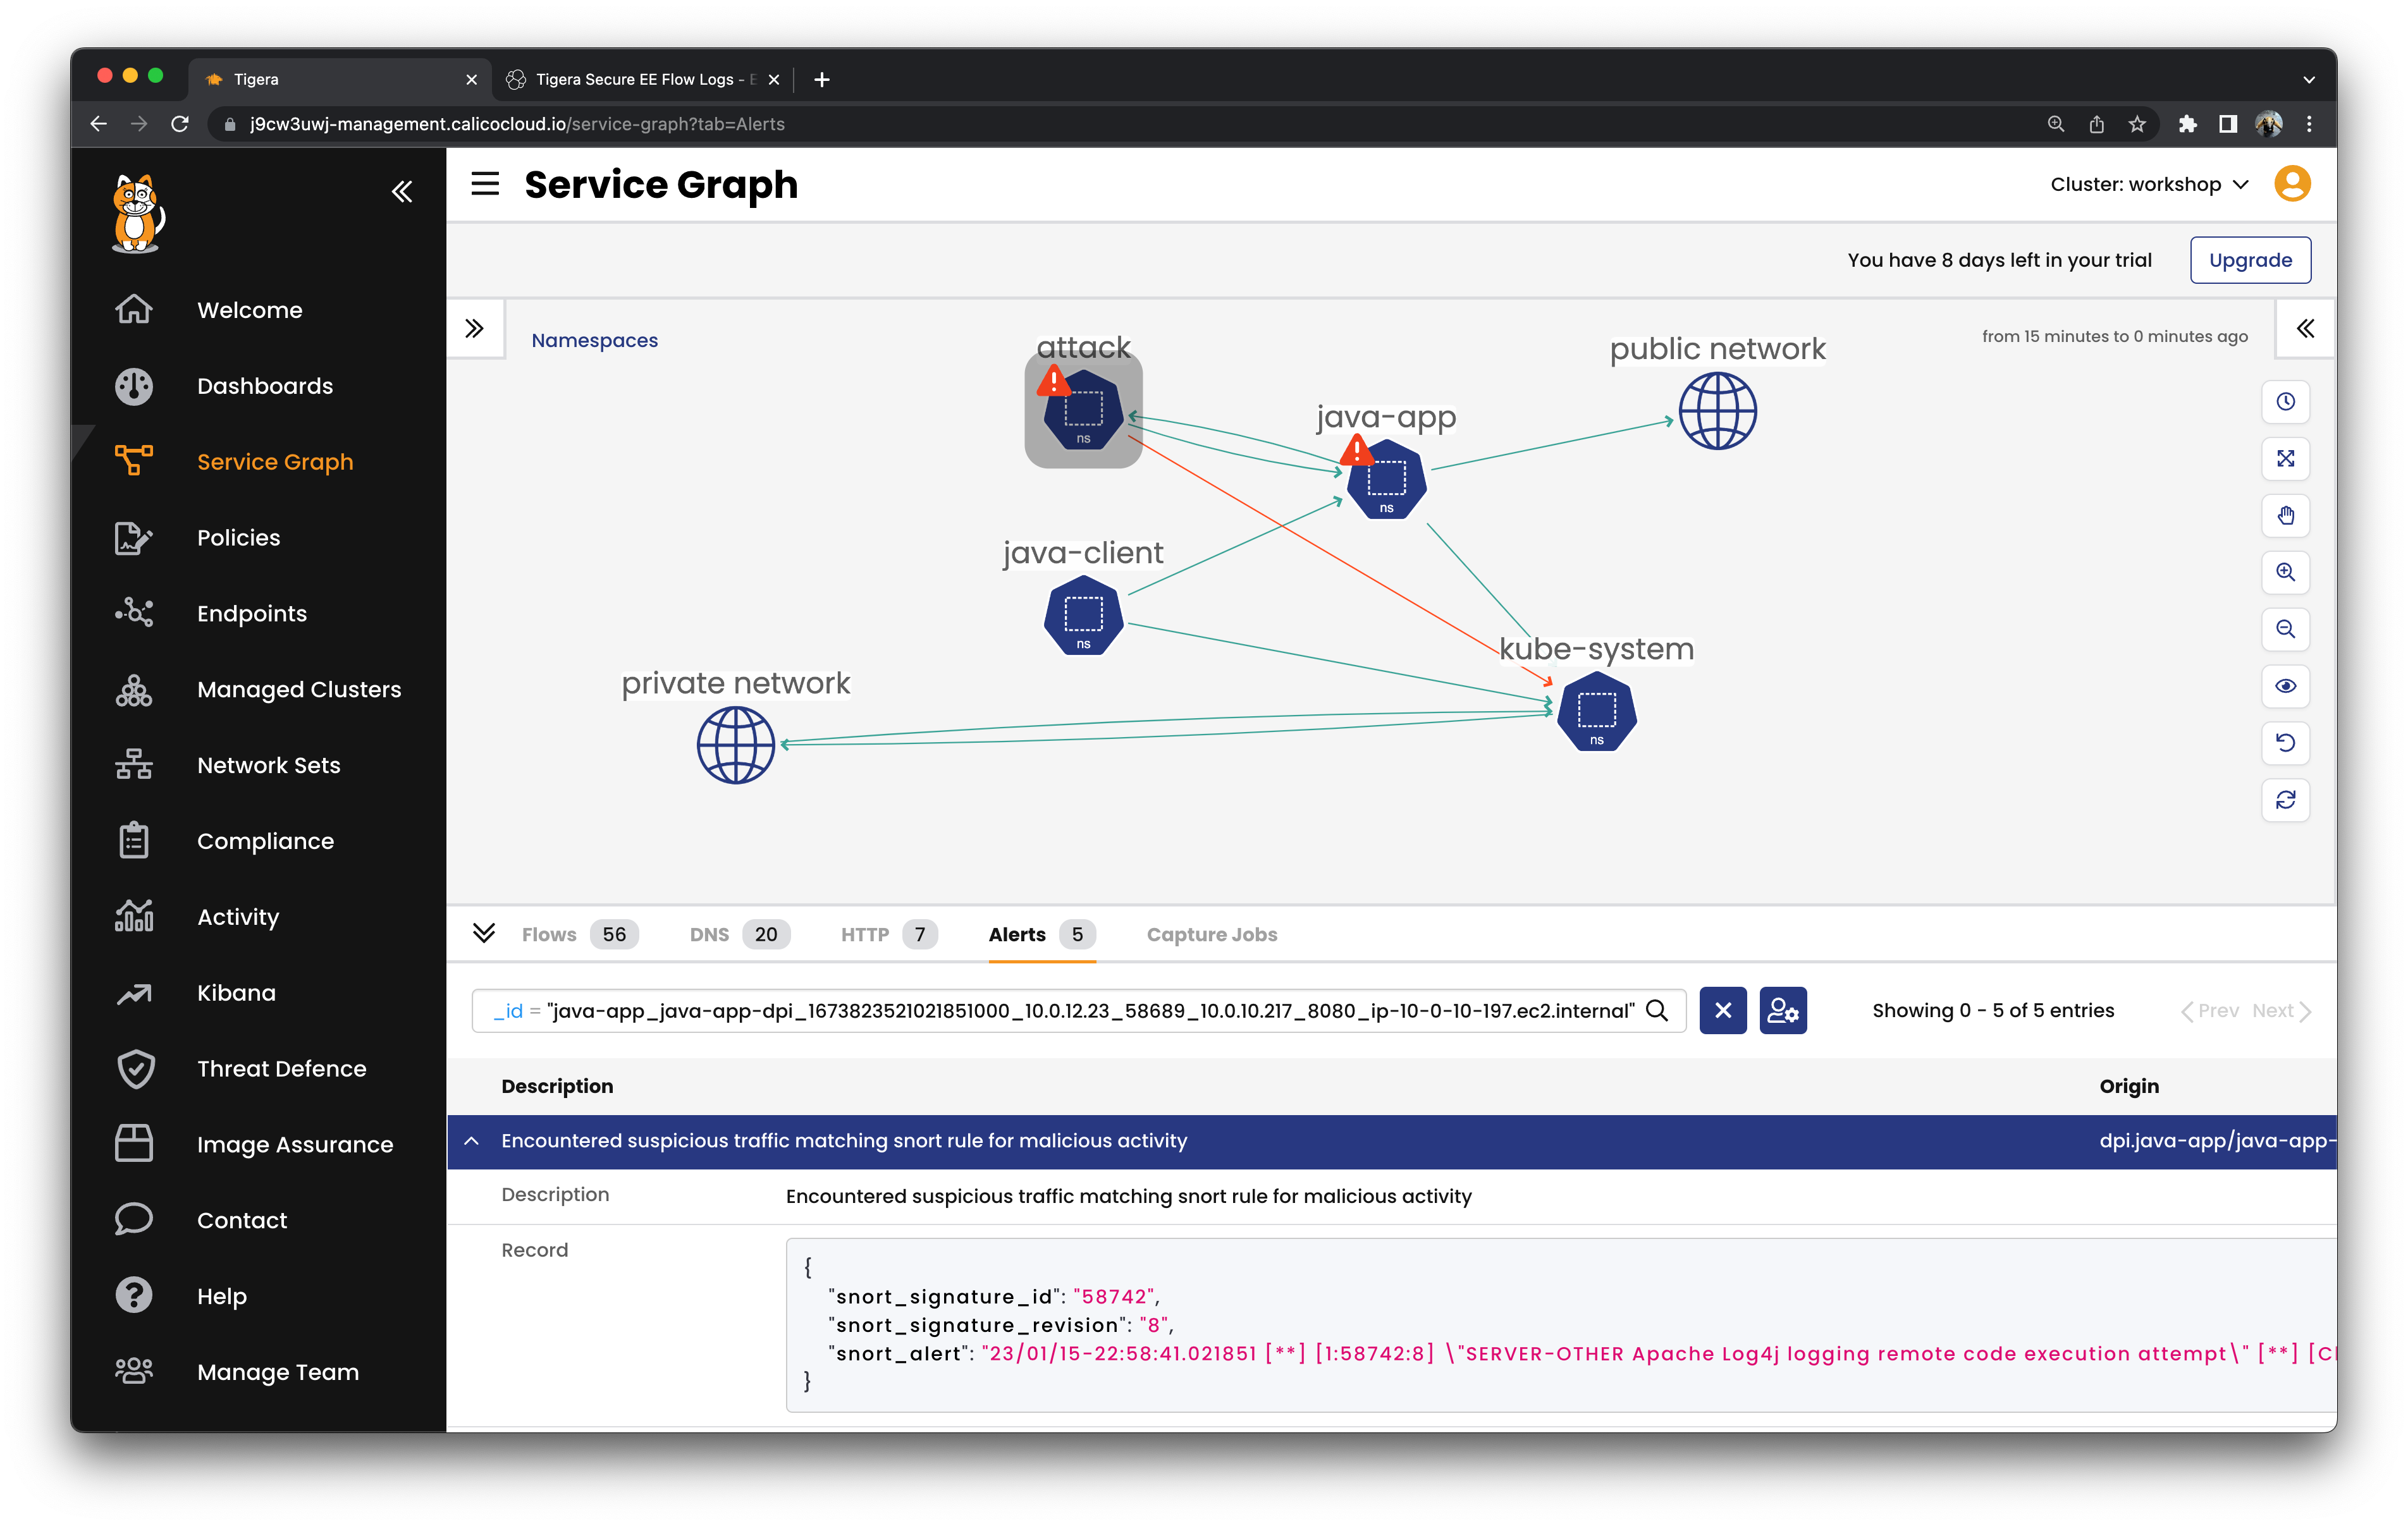 Tigera
Tigera Secure EE Flow Logs - E
j9cw3uwj-management.calicocloud.io/service-graph?tab=Alerts
Service Graph
Cluster: workshop
You have 8 days left in your trial
Upgrade
Welcome
Dashboards
Service Graph
Policies
Endpoints
Managed Clusters
Network Sets
Compliance
Activity
Kibana
Threat Defence
Image Assurance
Contact
Help
Manage Team
Namespaces
from 15 minutes to 0 minutes ago
attack
ns
public network
java-app
ns
java-client
ns
kube-system
ns
private network
Flows 56 DNS 20 HTTP 7 Alerts 5 Capture Jobs
_id = "java-app_java-app-dpi_1673823521021851000_10.0.12.23_58689_10.0.10.217_8080_ip-10-0-10-197.ec2.internal"
Showing 0 - 5 of 5 entries
Prev Next
Description Origin
Encountered suspicious traffic matching snort rule for malicious activity dpi.java-app/java-app-
Description Encountered suspicious traffic matching snort rule for malicious activity
Record
{
"snort_signature_id": "58742",
"snort_signature_revision": "8",
"snort_alert": "23/01/15-22:58:41.021851 [**] [1:58742:8] \"SERVER-OTHER Apache Log4j logging remote code execution attempt\" [**] [Cl
}